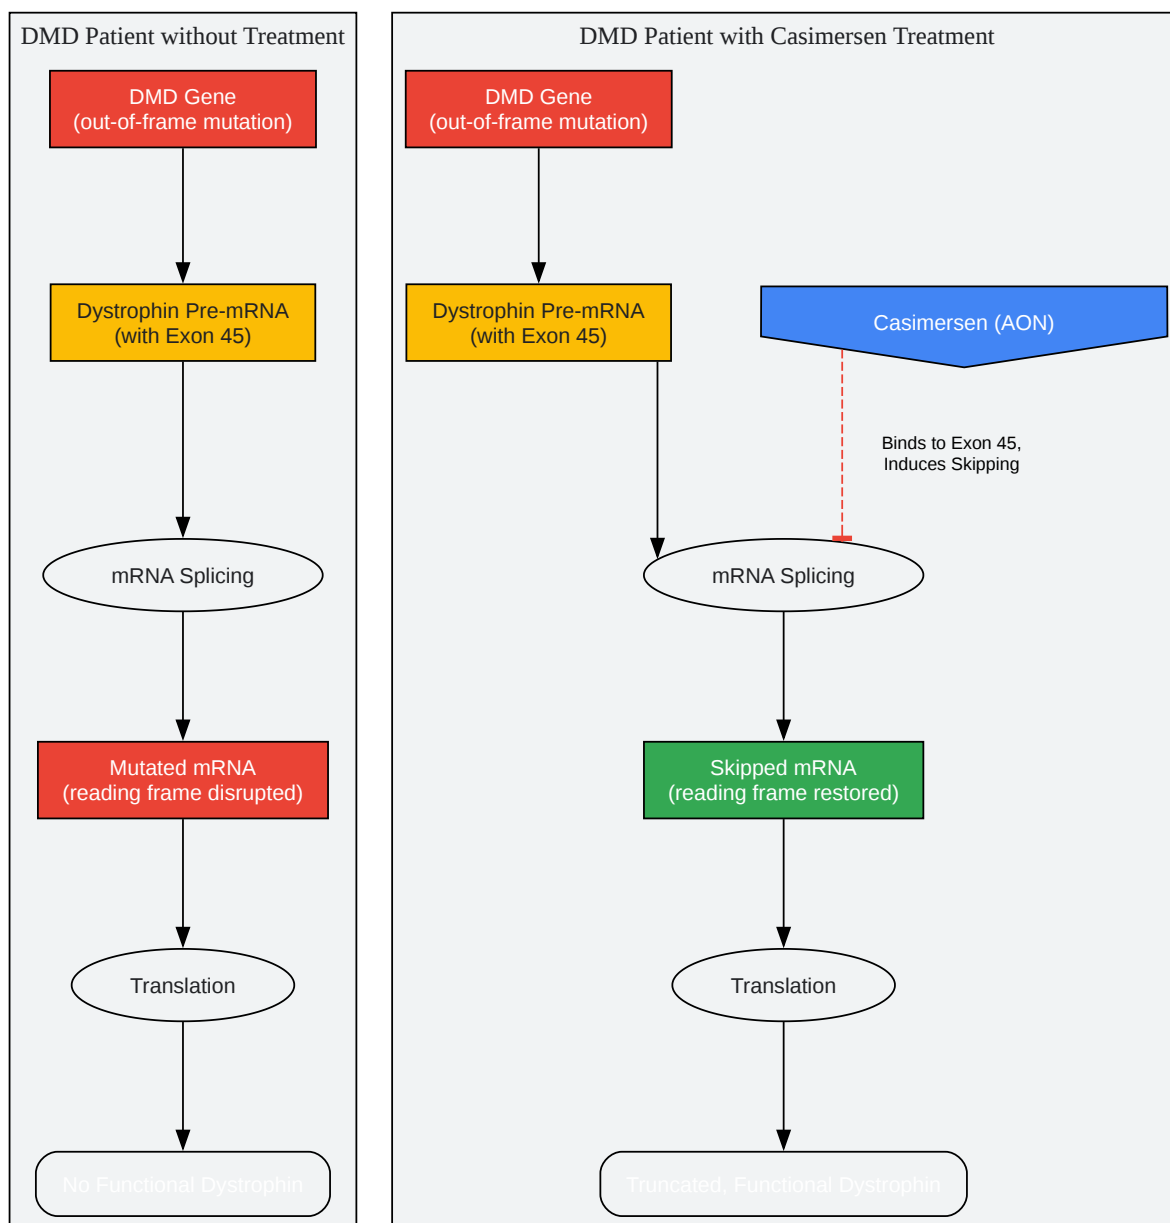 DMD Patient without Treatment
DMD Gene
(out-of-frame mutation)
Dystrophin Pre-mRNA
(with Exon 45)
mRNA Splicing
Mutated mRNA
(reading frame disrupted)
Translation
No Functional Dystrophin
DMD Patient with Casimersen Treatment
DMD Gene
(out-of-frame mutation)
Dystrophin Pre-mRNA
(with Exon 45)
Casimersen (AON)
Binds to Exon 45,
Induces Skipping
mRNA Splicing
Skipped mRNA
(reading frame restored)
Translation
Truncated, Functional Dystrophin